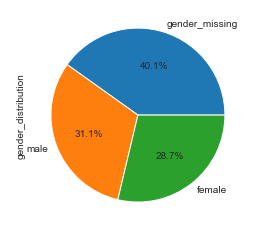 gender_missing
40.1%
gender_distribution
31.1%
male
28.7%
female